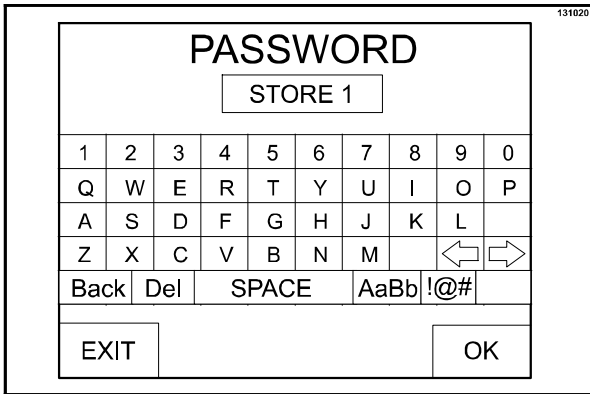 131020
PASSWORD
STORE 1
1 2 3 4 5 6 7 8 9 0
Q W E R T Y U I O P
A S D F G H J K L
Z X C V B N M
Back Del SPACE AaBb !@#
EXIT OK